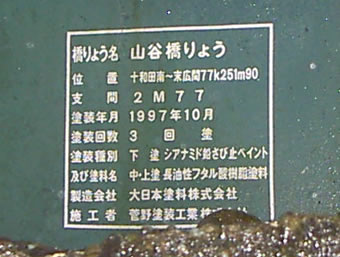 橋りょう名 山谷橋りょう
位置 十和田南~末広間77k251m90
支間 2M77
塗装年月 1997年10月
塗装回数 3回塗
塗装種別 下塗 シアナミド鉛さび止ペイント
及び塗料名 中・上塗 長油性フタル酸樹脂塗料
製造会社 大日本塗料株式会社
施工者 菅野塗装工業株式会社